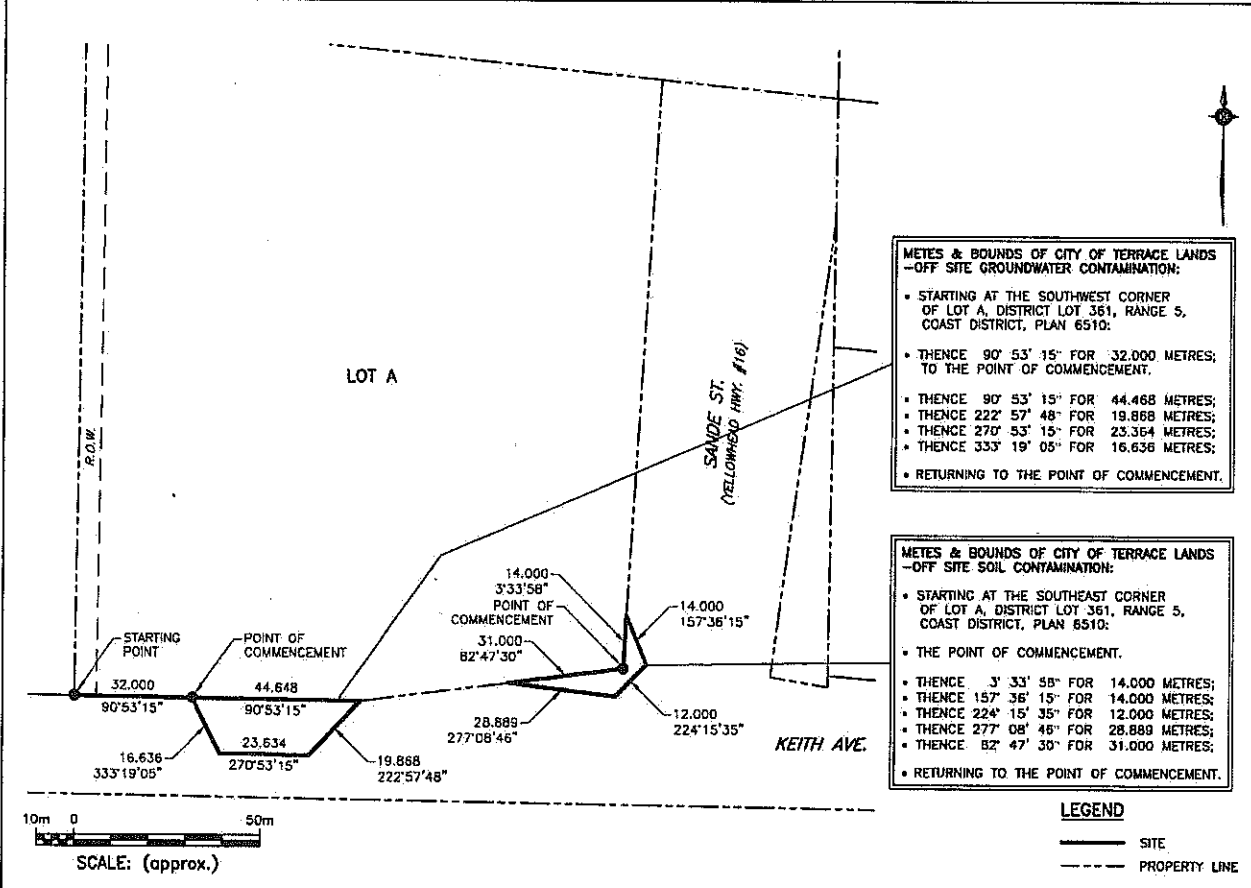 R.O.W.
LOT A
SANDE ST.
(YELLOWHEAD HWY. #16)
METES & BOUNDS OF CITY OF TERRACE LANDS
-OFF SITE GROUNDWATER CONTAMINATION:
• STARTING AT THE SOUTHWEST CORNER
OF LOT A, DISTRICT LOT 361, RANGE 5,
COAST DISTRICT, PLAN 6510:
• THENCE 90° 53' 15" FOR 32.000 METRES;
TO THE POINT OF COMMENCEMENT.
• THENCE 90° 53' 15" FOR 44.468 METRES;
• THENCE 222° 57' 48" FOR 19.868 METRES;
• THENCE 270° 53' 15" FOR 23.364 METRES;
• THENCE 333° 19' 05" FOR 16.636 METRES;
• RETURNING TO THE POINT OF COMMENCEMENT.
METES & BOUNDS OF CITY OF TERRACE LANDS
-OFF SITE SOIL CONTAMINATION:
• STARTING AT THE SOUTHEAST CORNER
OF LOT A, DISTRICT LOT 361, RANGE 5,
COAST DISTRICT, PLAN 6510:
• THE POINT OF COMMENCEMENT.
• THENCE 3° 33' 58" FOR 14.000 METRES;
• THENCE 157° 36' 15" FOR 14.000 METRES;
• THENCE 224° 15' 35" FOR 12.000 METRES;
• THENCE 277° 08' 46" FOR 28.889 METRES;
• THENCE 82° 47' 30" FOR 31.000 METRES;
• RETURNING TO THE POINT OF COMMENCEMENT.
14.000
3°33'58"
POINT OF
COMMENCEMENT
31.000
82°47'30"
14.000
157°36'15"
STARTING
POINT
POINT OF
COMMENCEMENT
32.000
90°53'15"
44.648
90°53'15"
28.889
277°08'46"
12.000
224°15'35"
KEITH AVE.
16.636
333°19'05"
23.634
270°53'15"
19.868
222°57'48"
10m 0 50m
SCALE: (approx.)
LEGEND
SITE
PROPERTY LINE